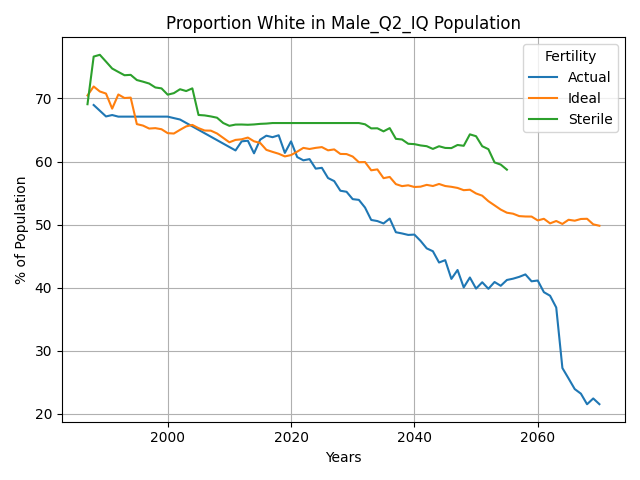 Proportion White in Male_Q2_IQ Population
Fertility
Actual
Ideal
Sterile
% of Population
70
60
50
40
30
20
2000
2020
2040
2060
Years